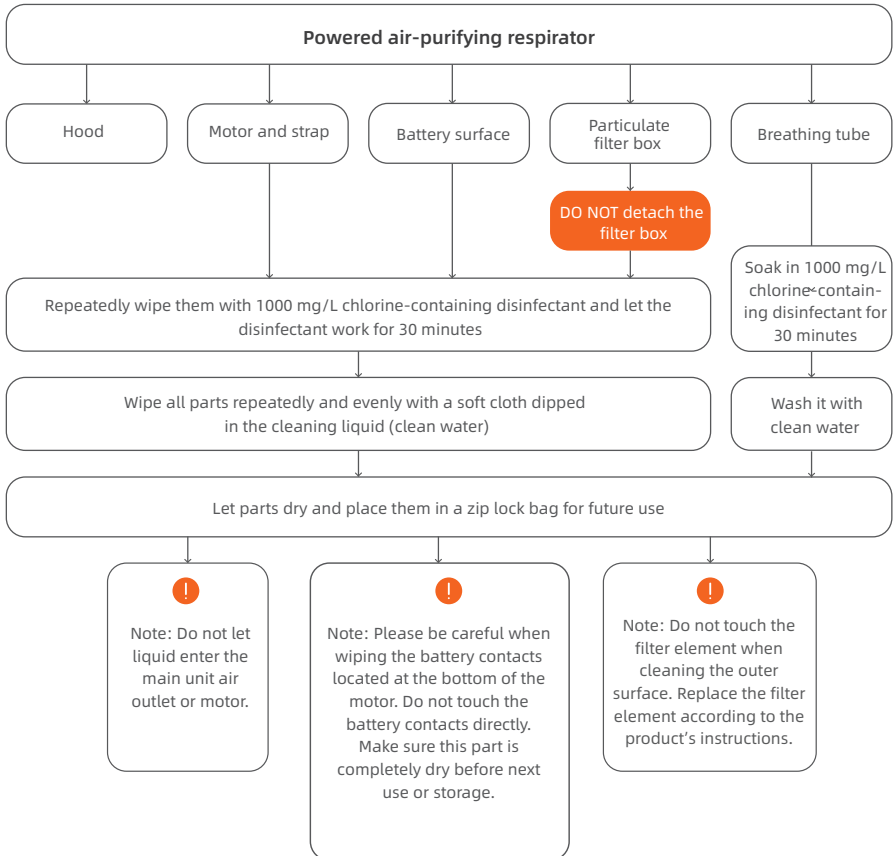 Powered air-purifying respirator
Hood
Motor and strap
Battery surface
Particulate
filter box
Breathing tube
DO NOT detach the
filter box
Repeatedly wipe them with 1000 mg/L chlorine-containing disinfectant and let the
disinfectant work for 30 minutes
Soak in 1000 mg/L
chlorine-contain-
ing disinfectant for
30 minutes
Wipe all parts repeatedly and evenly with a soft cloth dipped
in the cleaning liquid (clean water)
Wash it with
clean water
Let parts dry and place them in a zip lock bag for future use
!
Note: Do not let
liquid enter the
main unit air
outlet or motor.
!
Note: Please be careful when
wiping the battery contacts
located at the bottom of the
motor. Do not touch the
battery contacts directly.
Make sure this part is
completely dry before next
use or storage.
!
Note: Do not touch the
filter element when
cleaning the outer
surface. Replace the filter
element according to the
product’s instructions.